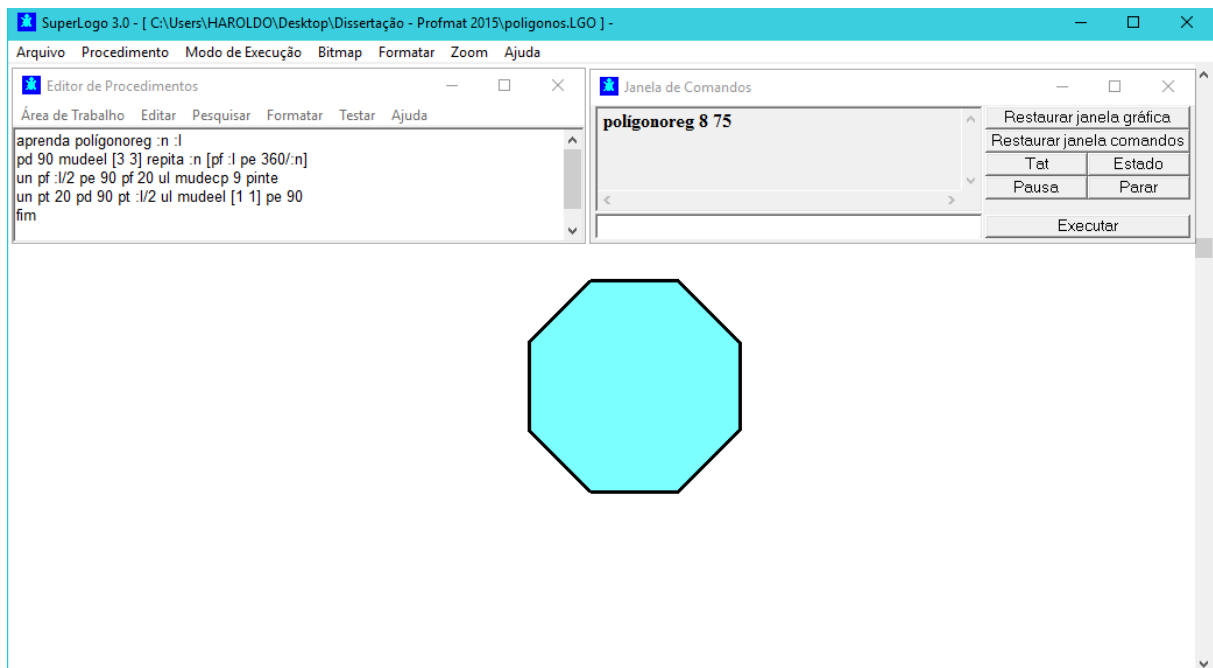 SuperLogo 3.0 - [ C:\Users\HAROLDO\Desktop\Dissertação - Profmat 2015\poligonos.LGO ] -
Arquivo Procedimento Modo de Execução Bitmap Formatar Zoom Ajuda
Editor de Procedimentos
Área de Trabalho Editar Pesquisar Formatar Testar Ajuda
aprenda polígonoreg :n :l
pd 90 mudeel [3 3] repita :n [pf :l pe 360/:n]
un pf :l/2 pe 90 pf 20 ul mudecp 9 pinte
un pt 20 pd 90 pt :l/2 ul mudeel [1 1] pe 90
fim
Janela de Comandos
polígonoreg 8 75
Restaurar janela gráfica
Restaurar janela comandos
Tat Estado
Pausa Parar
Executar